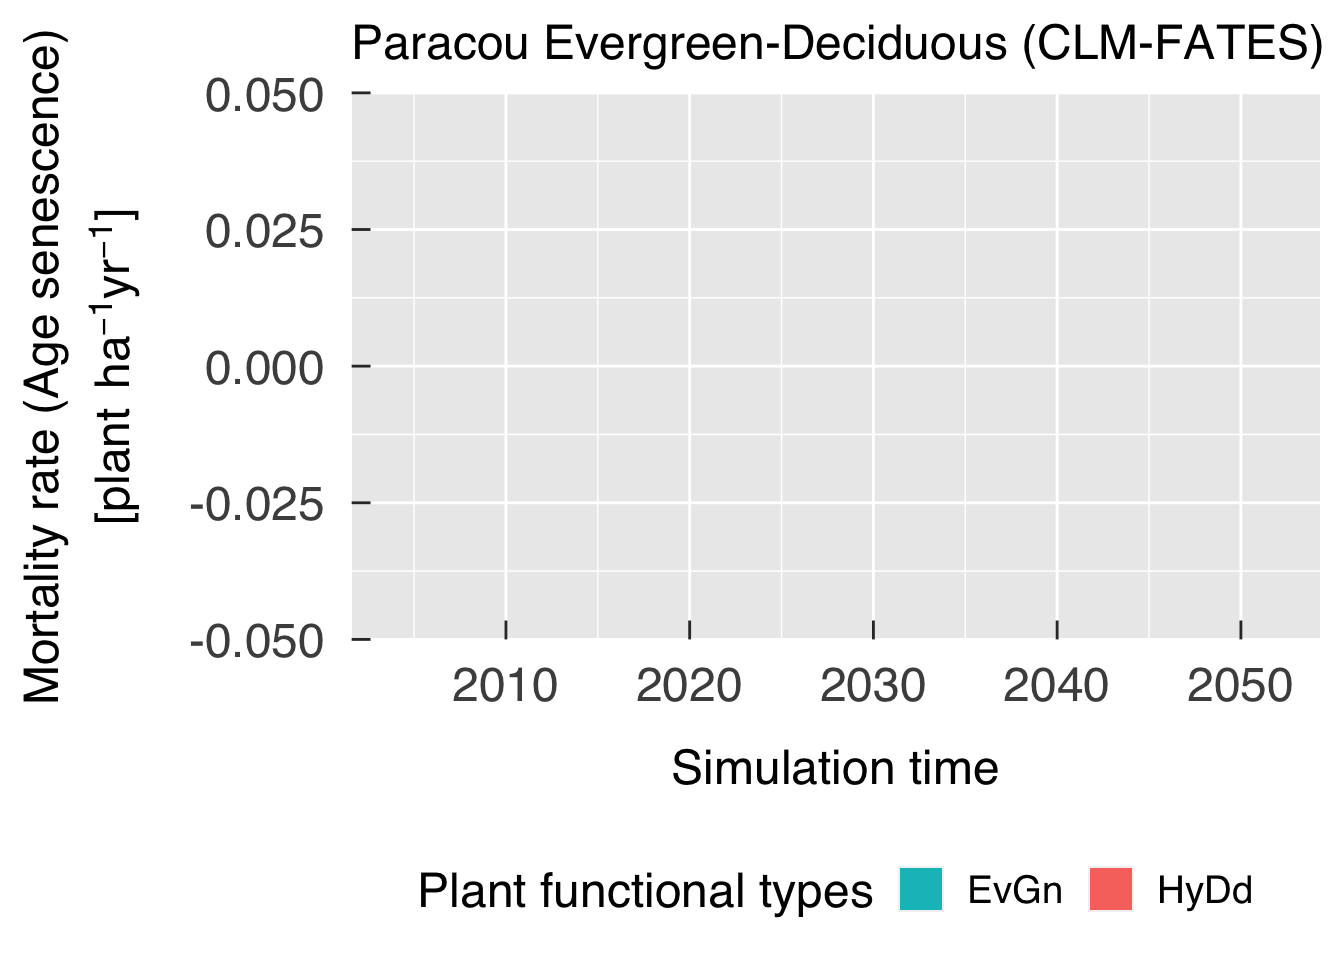 Paracou Evergreen-Deciduous (CLM-FATES)
Mortality rate (Age senescence)
[plant ha⁻¹yr⁻¹]
0.050
0.025
0.000
-0.025
-0.050
2010 2020 2030 2040 2050
Simulation time
Plant functional types EvGn HyDd